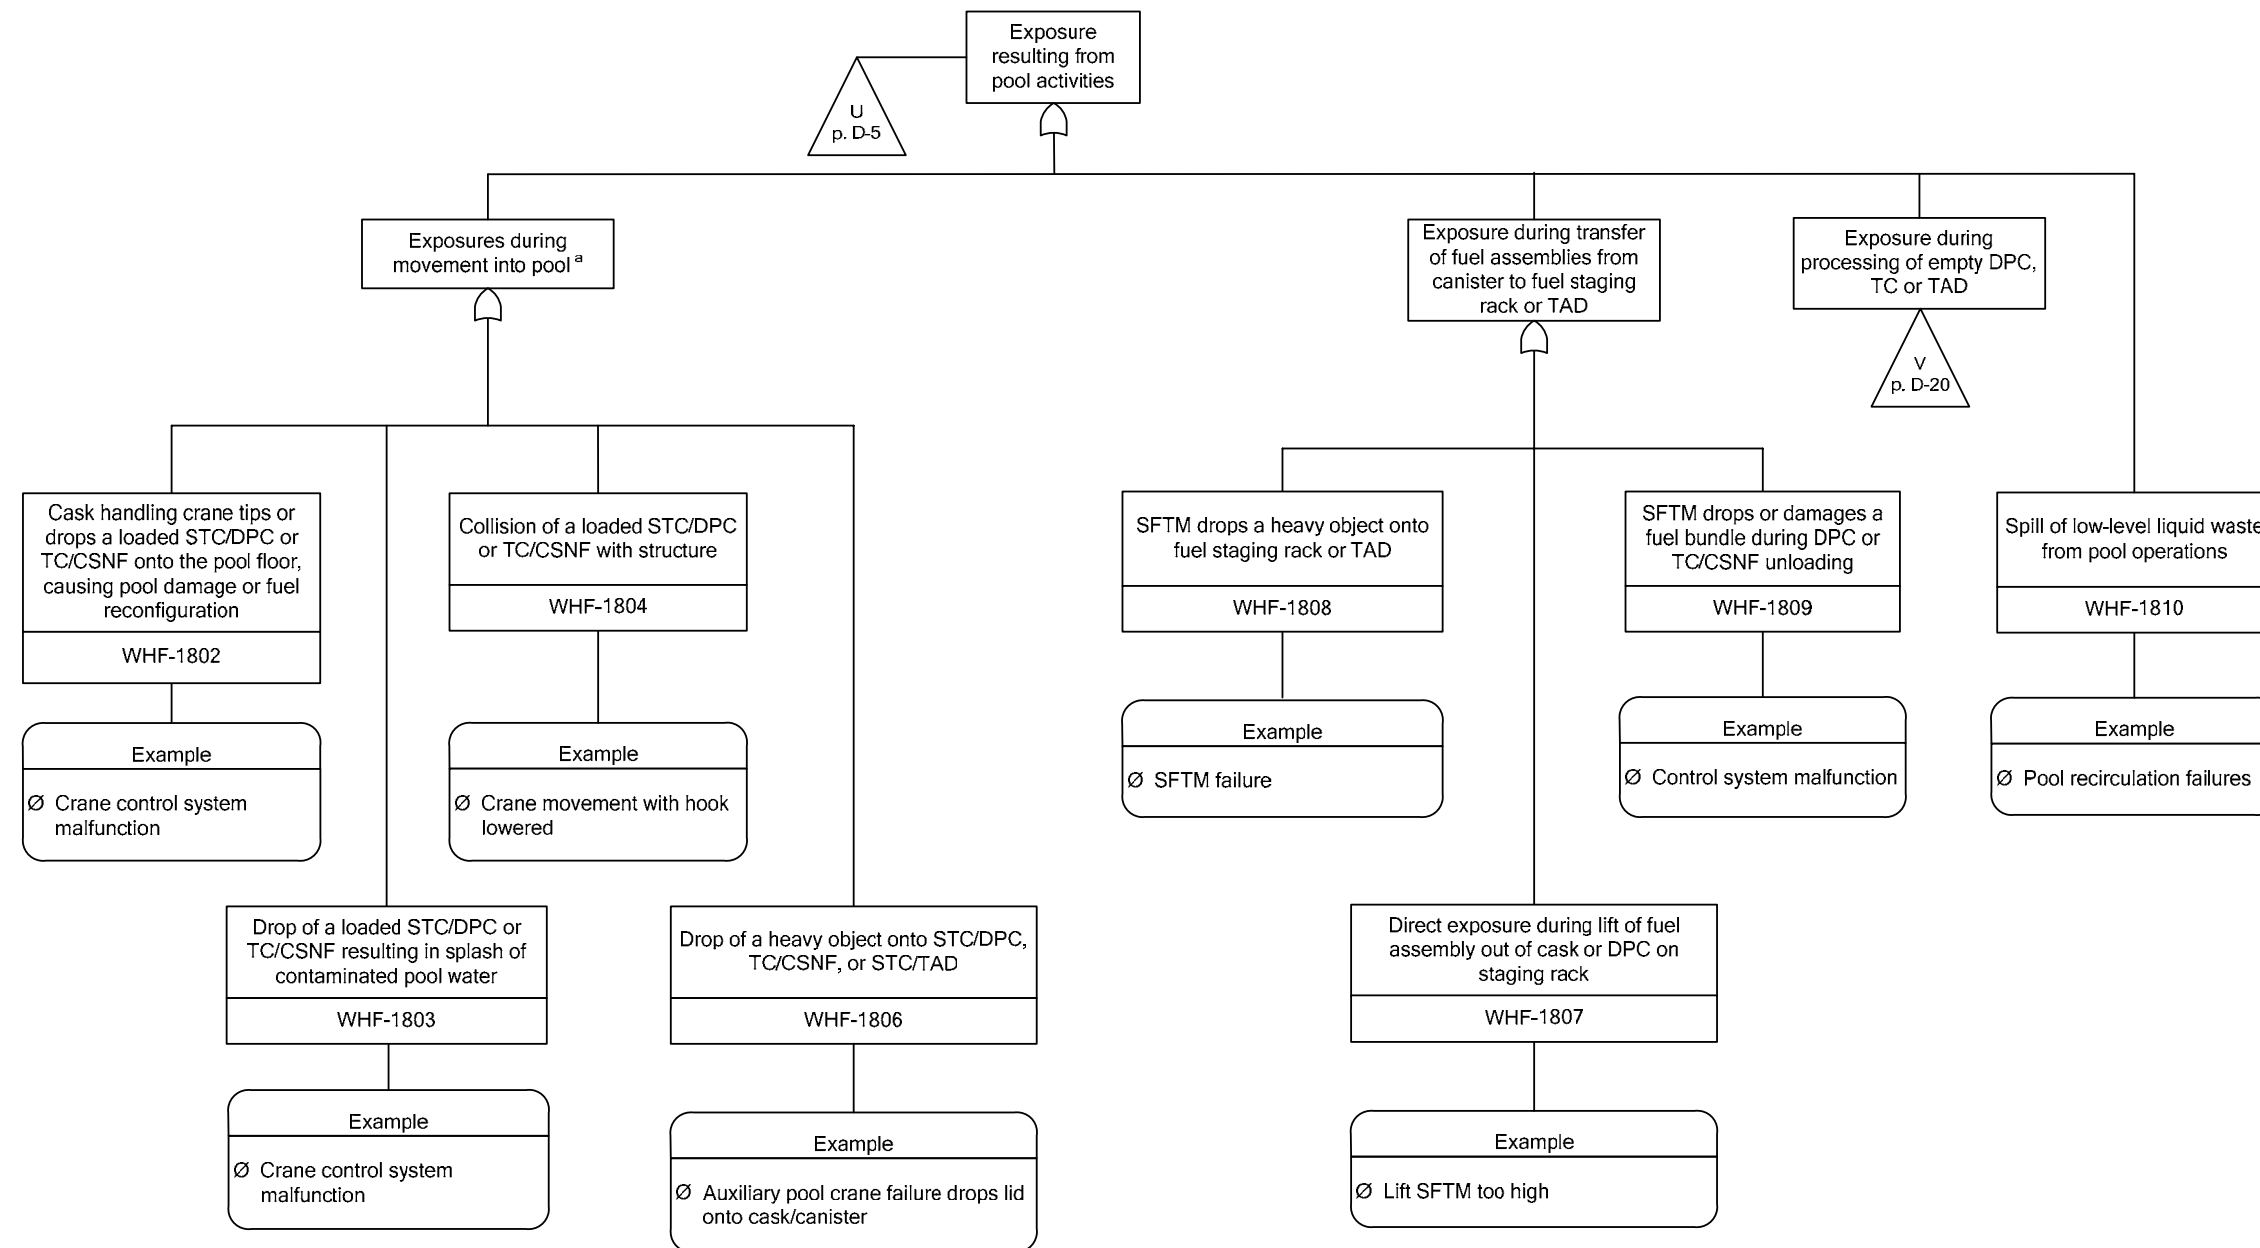 Exposure
resulting from
pool activities
U
p. D-5
Exposures during
movement into pool a
Exposure during transfer
of fuel assemblies from
canister to fuel staging
rack or TAD
Exposure during
processing of empty DPC,
TC or TAD
V
p. D-20
Cask handling crane tips or
drops a loaded STC/DPC or
TC/CSNF onto the pool floor,
causing pool damage or fuel
reconfiguration
WHF-1802
Example
Ø Crane control system
malfunction
Collision of a loaded STC/DPC
or TC/CSNF with structure
WHF-1804
Example
Ø Crane movement with hook
lowered
SFTM drops a heavy object onto
fuel staging rack or TAD
WHF-1808
Example
Ø SFTM failure
SFTM drops or damages a
fuel bundle during DPC or
TC/CSNF unloading
WHF-1809
Example
Ø Control system malfunction
Spill of low-level liquid waste
from pool operations
WHF-1810
Example
Ø Pool recirculation failures
Drop of a loaded STC/DPC or
TC/CSNF resulting in splash of
contaminated pool water
WHF-1803
Example
Ø Crane control system
malfunction
Drop of a heavy object onto STC/DPC,
TC/CSNF, or STC/TAD
WHF-1806
Example
Ø Auxiliary pool crane failure drops lid
onto cask/canister
Direct exposure during lift of fuel
assembly out of cask or DPC on
staging rack
WHF-1807
Example
Ø Lift SFTM too high